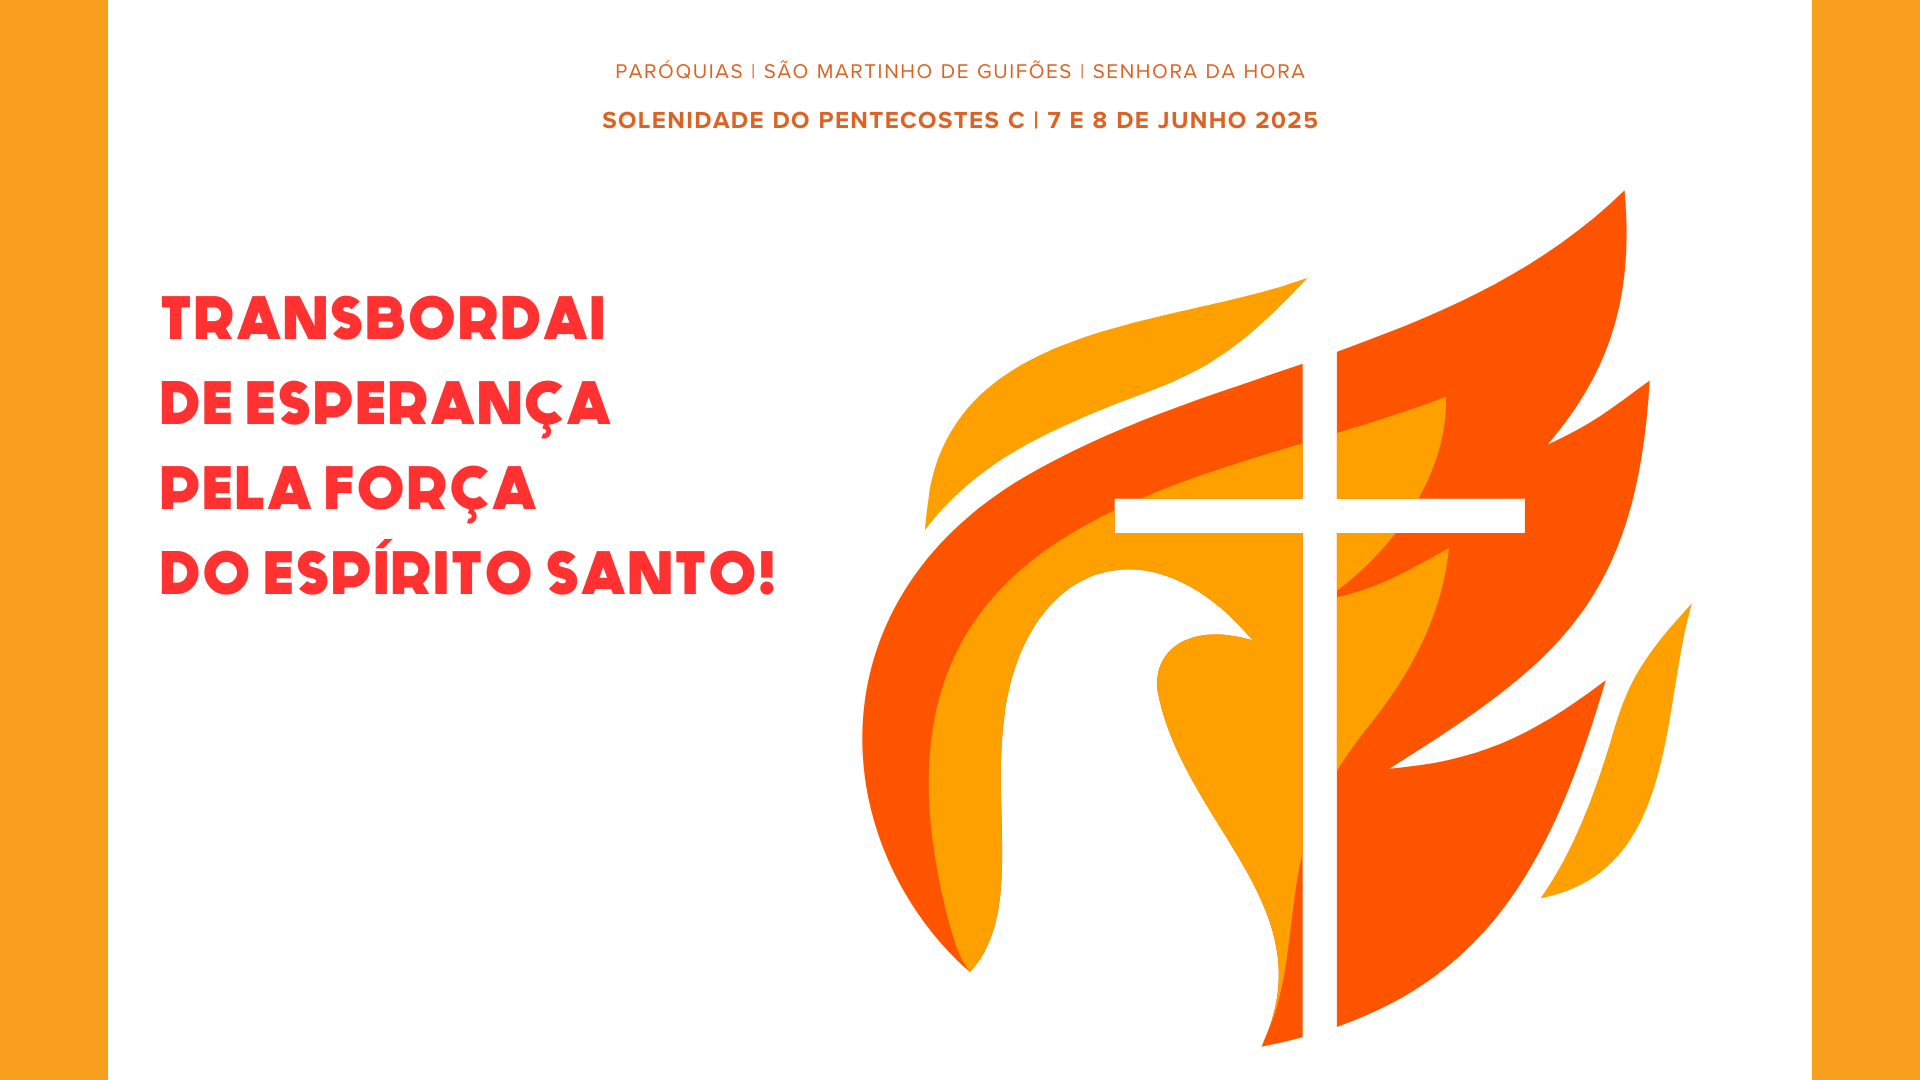 PARÓQUIAS | SÃO MARTINHO DE GUIFÕES | SENHORA DA HORA
SOLENIDADE DO PENTECOSTES C | 7 E 8 DE JUNHO 2025
TRANSBORDAI
DE ESPERANÇA
PELA FORÇA
DO ESPÍRITO SANTO!